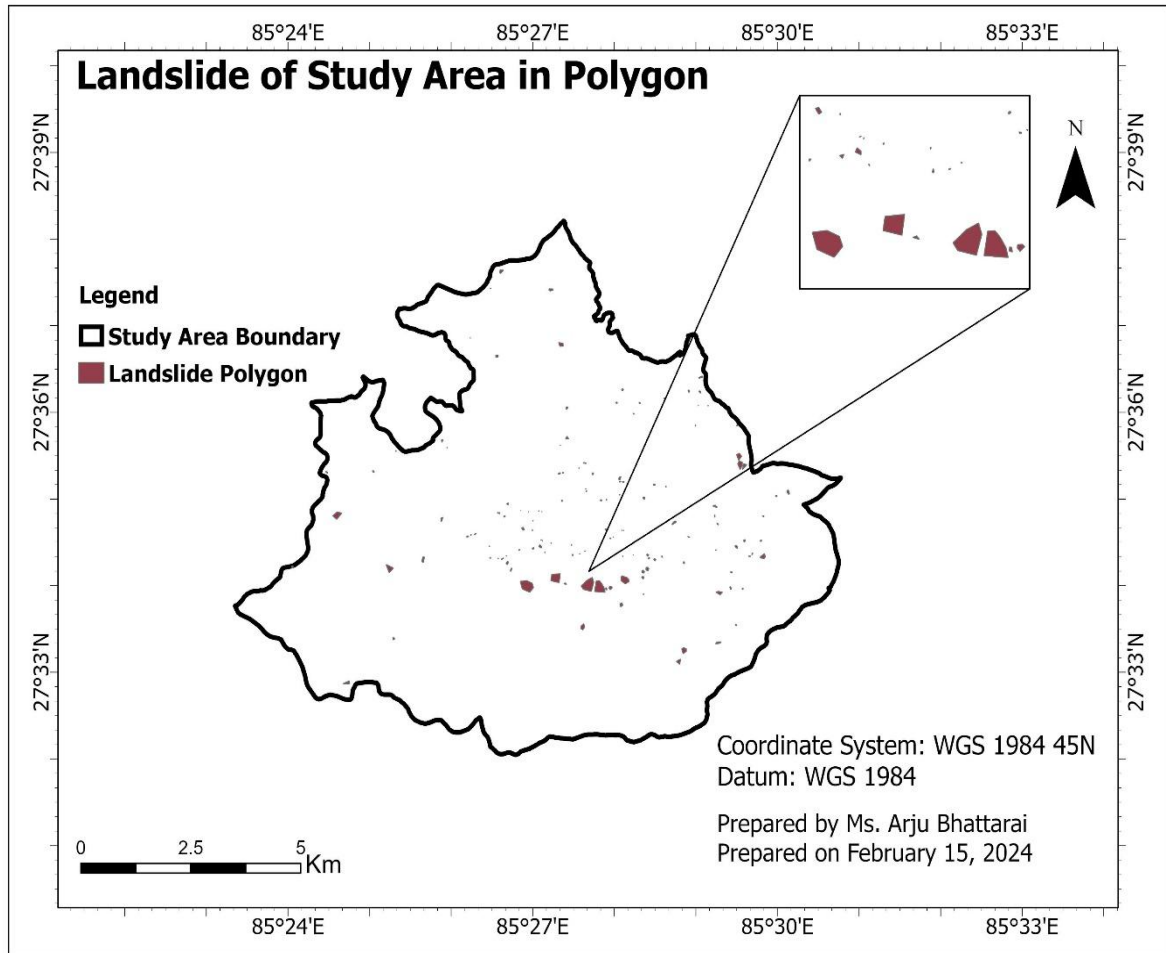 85°24'E 85°27'E 85°30'E 85°33'E
Landslide of Study Area in Polygon
N
27°39'N 27°39'N
Legend
Study Area Boundary
Landslide Polygon
27°36'N 27°36'N
27°33'N 27°33'N
Coordinate System: WGS 1984 45N
Datum: WGS 1984
Prepared by Ms. Arju Bhattarai
Prepared on February 15, 2024
0 2.5 5
Km
85°24'E 85°27'E 85°30'E 85°33'E